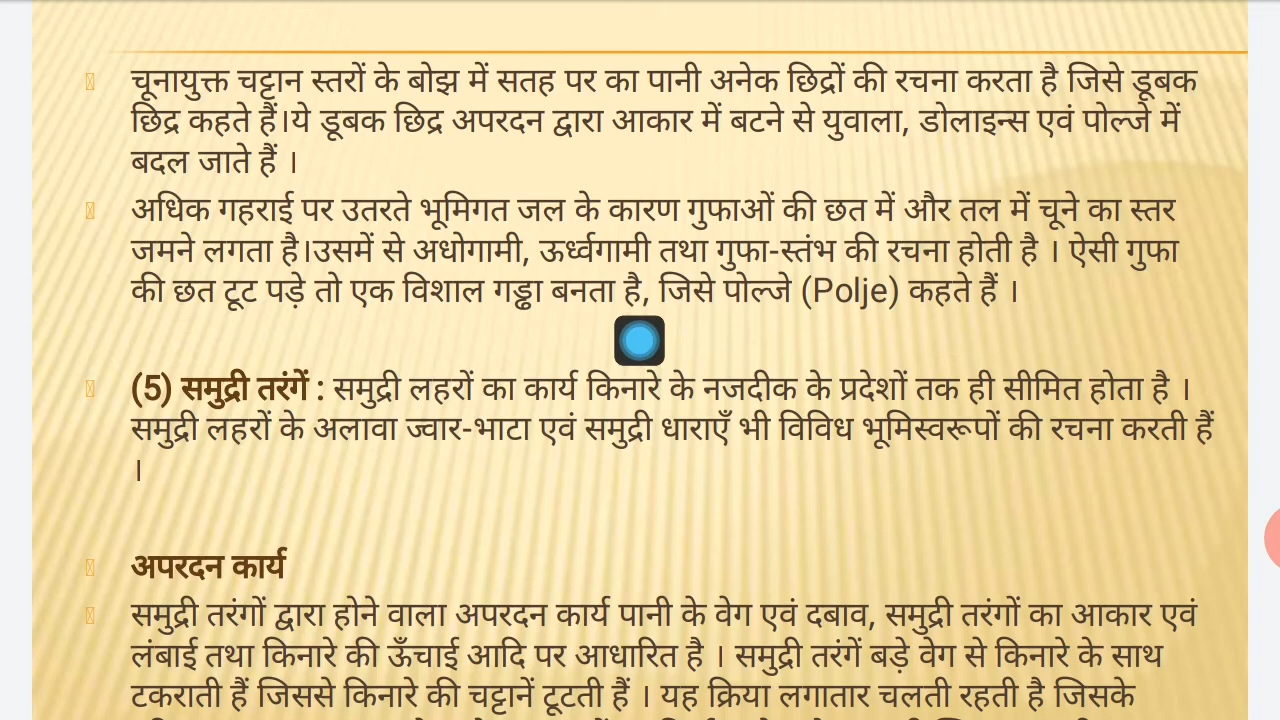 चूनायुक्त चट्टान स्तरों के बोझ में सतह पर का पानी अनेक छिद्रों की रचना करता है जिसे डूबक
छिद्र कहते हैं।ये डूबक छिद्र अपरदन द्वारा आकार में बटने से युवाला, डोलाइन्स एवं पोल्जे में
बदल जाते हैं ।
अधिक गहराई पर उतरते भूमिगत जल के कारण गुफाओं की छत में और तल में चूने का स्तर
जमने लगता है।उसमें से अधोगामी, ऊर्ध्वगामी तथा गुफा-स्तंभ की रचना होती है । ऐसी गुफा
की छत टूट पड़े तो एक विशाल गड्ढा बनता है, जिसे पोल्जे (Polje) कहते हैं ।
(5) समुद्री तरंगें : समुद्री लहरों का कार्य किनारे के नजदीक के प्रदेशों तक ही सीमित होता है ।
समुद्री लहरों के अलावा ज्वार-भाटा एवं समुद्री धाराएँ भी विविध भूमिस्वरूपों की रचना करती हैं
।
अपरदन कार्य
समुद्री तरंगों द्वारा होने वाला अपरदन कार्य पानी के वेग एवं दबाव, समुद्री तरंगों का आकार एवं
लंबाई तथा किनारे की ऊँचाई आदि पर आधारित है । समुद्री तरंगें बड़े वेग से किनारे के साथ
टकराती हैं जिससे किनारे की चट्टानें टूटती हैं । यह क्रिया लगातार चलती रहती है जिसके